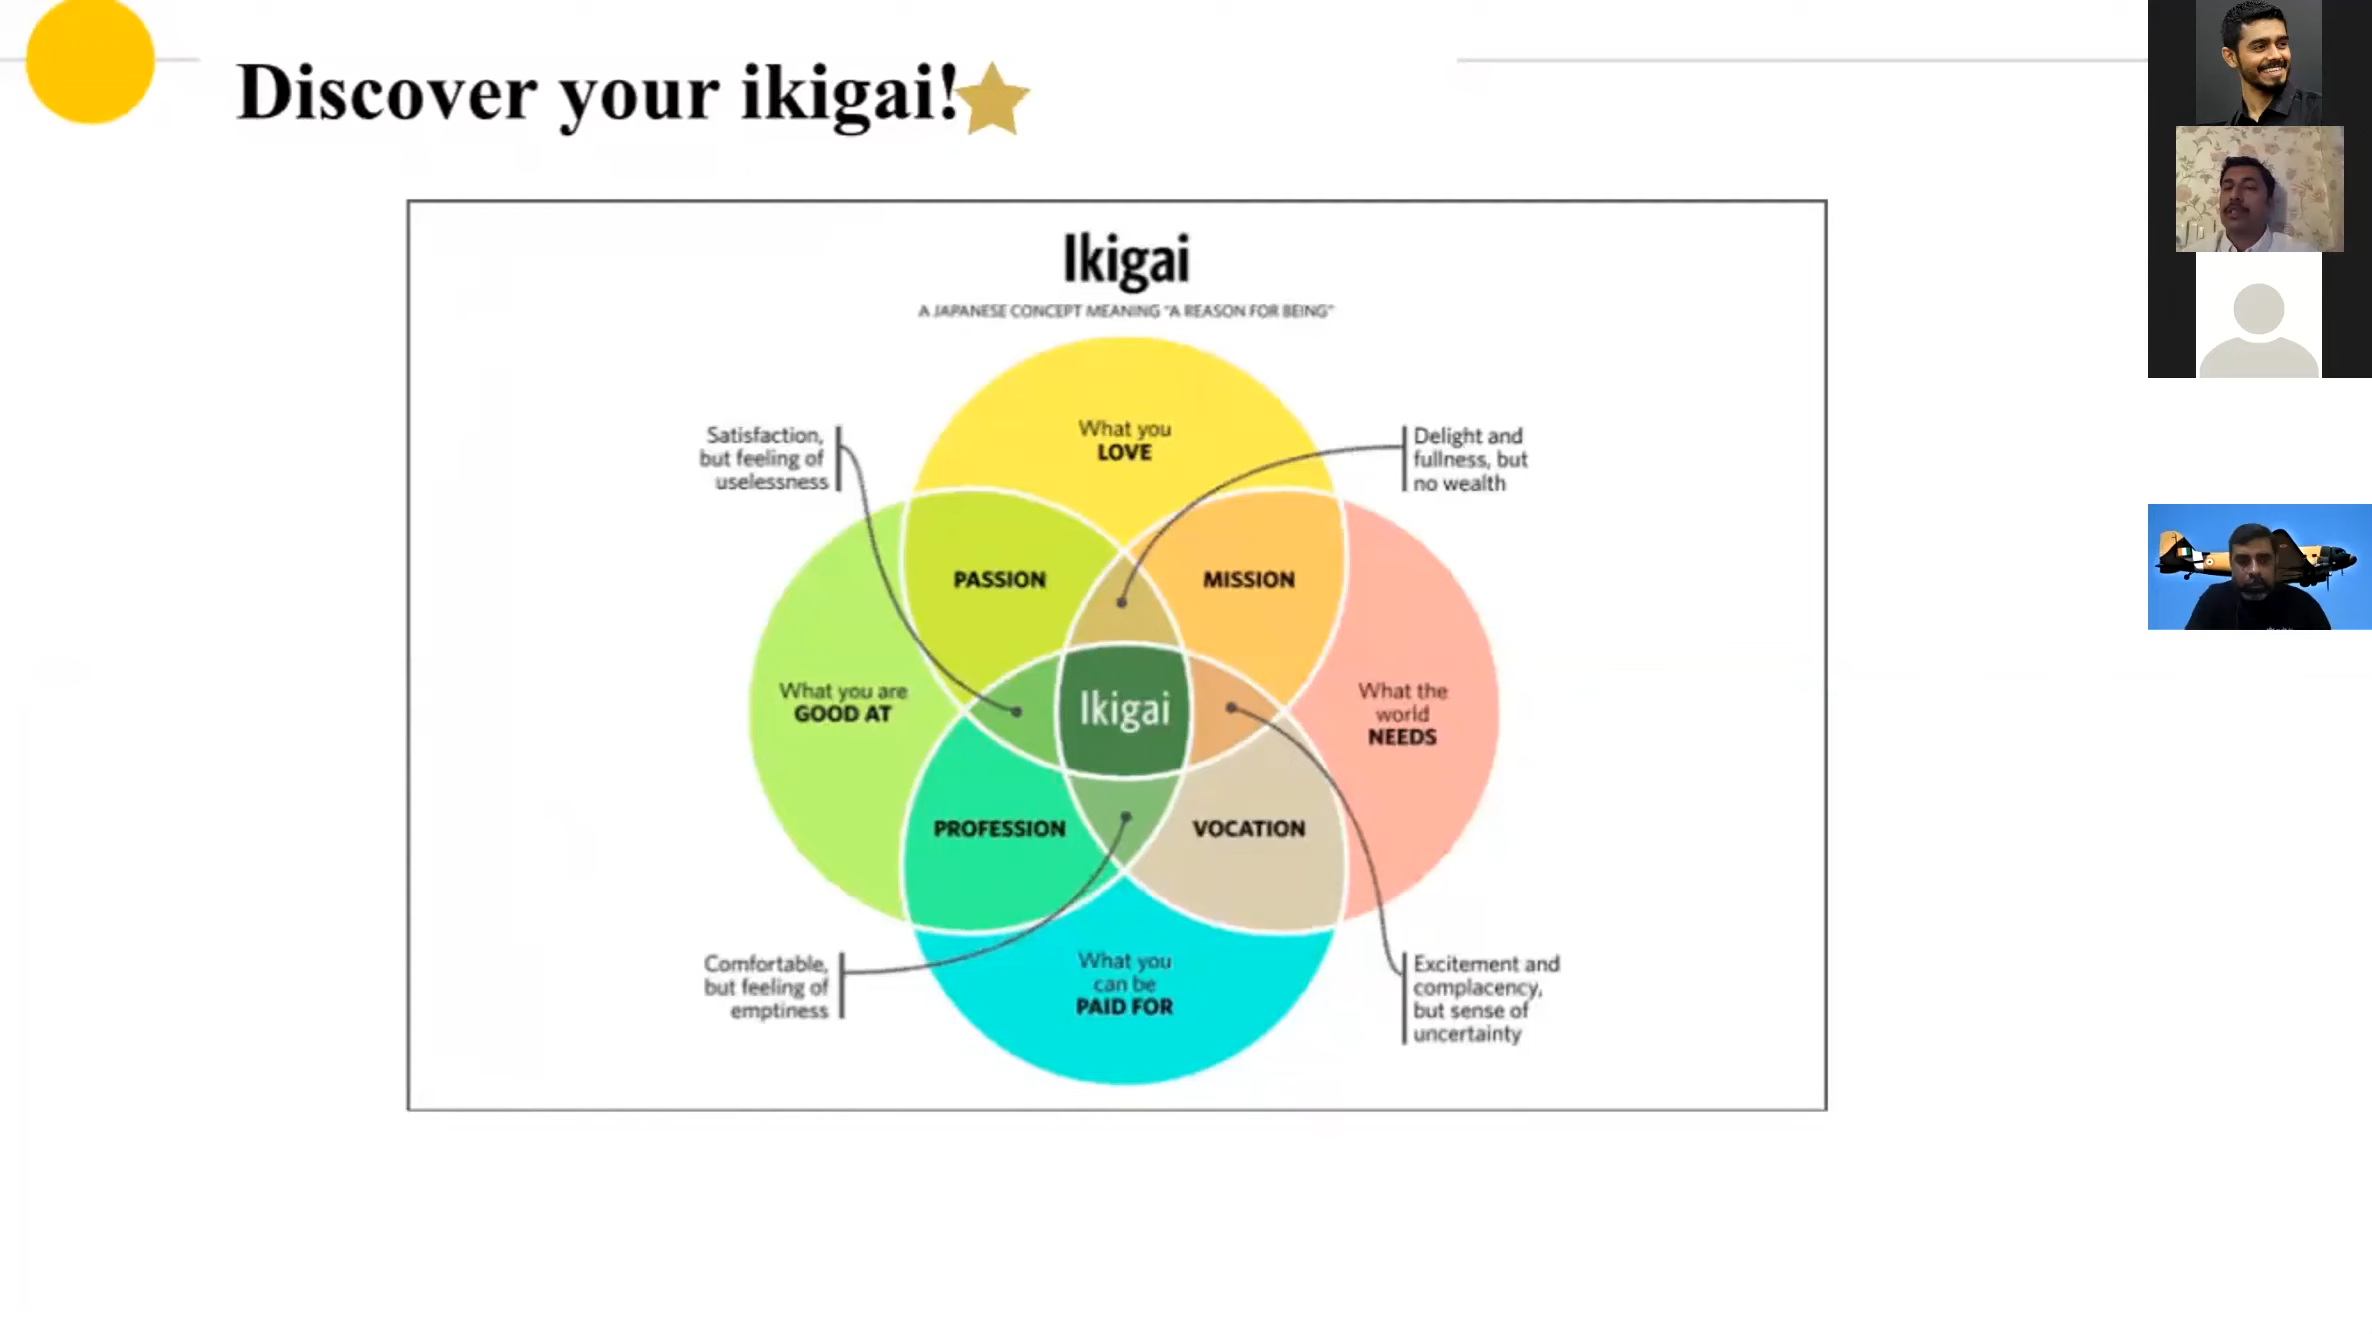 Discover your ikigai!
Ikigai
A JAPANESE CONCEPT MEANING "A REASON FOR BEING"
What you
LOVE
Satisfaction,
but feeling of
uselessness
Delight and
fullness, but
no wealth
PASSION
MISSION
What you are
GOOD AT
Ikigai
What the
world
NEEDS
PROFESSION
VOCATION
What you
can be
PAID FOR
Comfortable,
but feeling of
emptiness
Excitement and
complacency,
but sense of
uncertainty